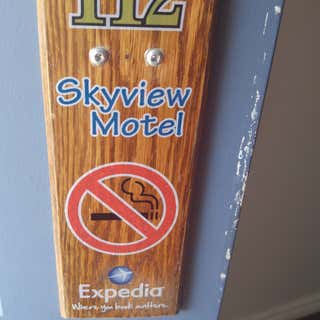 112
Skyview
Motel
Expedia
Where you book matters.